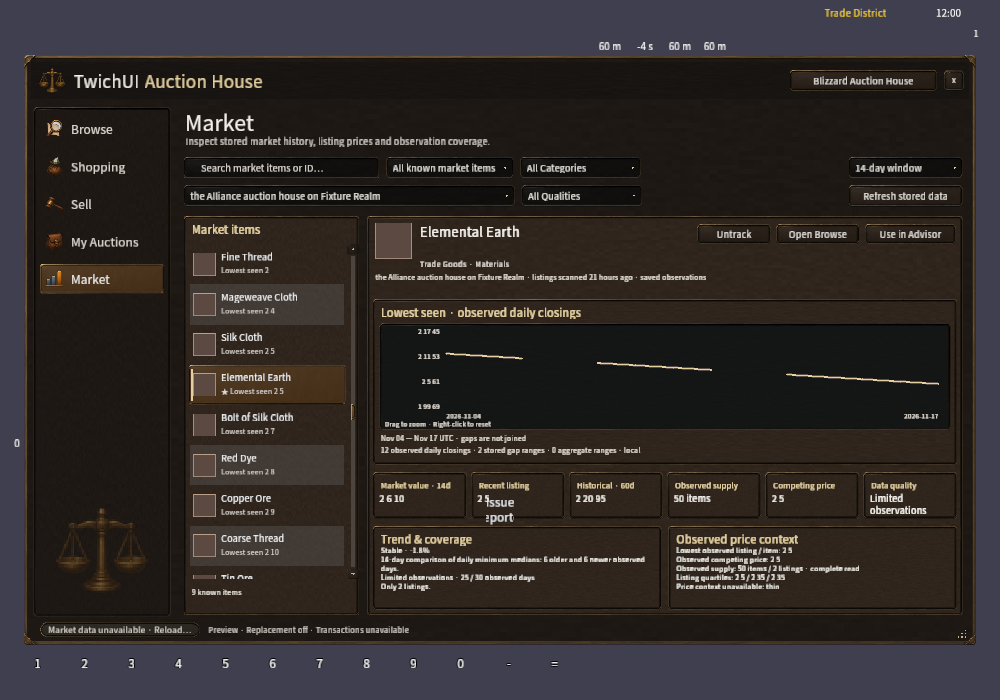 Trade District
12:00
1
60 m -4 s 60 m 60 m
TwichUI Auction House
Blizzard Auction House
x
Browse
Shopping
Sell
My Auctions
Market
Market
Inspect stored market history, listing prices and observation coverage.
Search market items or ID...
All known market items
All Categories
14-day window
the Alliance auction house on Fixture Realm
All Qualities
Refresh stored data
Market items
Fine Thread
Lowest seen 2
Mageweave Cloth
Lowest seen 2 4
Silk Cloth
Lowest seen 2 5
Elemental Earth
★ Lowest seen 2 5
Bolt of Silk Cloth
Lowest seen 2 7
Red Dye
Lowest seen 2 8
Copper Ore
Lowest seen 2 9
Coarse Thread
Lowest seen 2 10
Tin Ore
9 known items
Elemental Earth
Untrack
Open Browse
Use in Advisor
Trade Goods · Materials
the Alliance auction house on Fixture Realm · listings scanned 21 hours ago · saved observations
Lowest seen · observed daily closings
2 17 45
2 11 53
2 5 61
1 99 69
2026-11-04
2026-11-17
Drag to zoom · Right-click to reset
Nov 04 — Nov 17 UTC · gaps are not joined
12 observed daily closings · 2 stored gap ranges · 0 aggregate ranges · local
Market value · 14d
2 6 10
Recent listing
2 5
Issue
eport
Historical · 60d
2 20 95
Observed supply
50 items
Competing price
2 5
Data quality
Limited
observations
Trend & coverage
Stable · -1.8%
14-day comparison of daily minimum medians: 6 older and 6 newer observed
days.
Limited observations · 25 / 30 observed days
Only 2 listings.
Observed price context
Lowest observed listing / item: 2 5
Observed competing price: 2 5
Observed supply: 50 items / 2 listings · complete read
Listing quartiles: 2 5 / 2 35 / 2 35
Price context unavailable: thin
Market data unavailable · Reload...
Preview · Replacement off · Transactions unavailable
0
1 2 3 4 5 6 7 8 9 0 - =